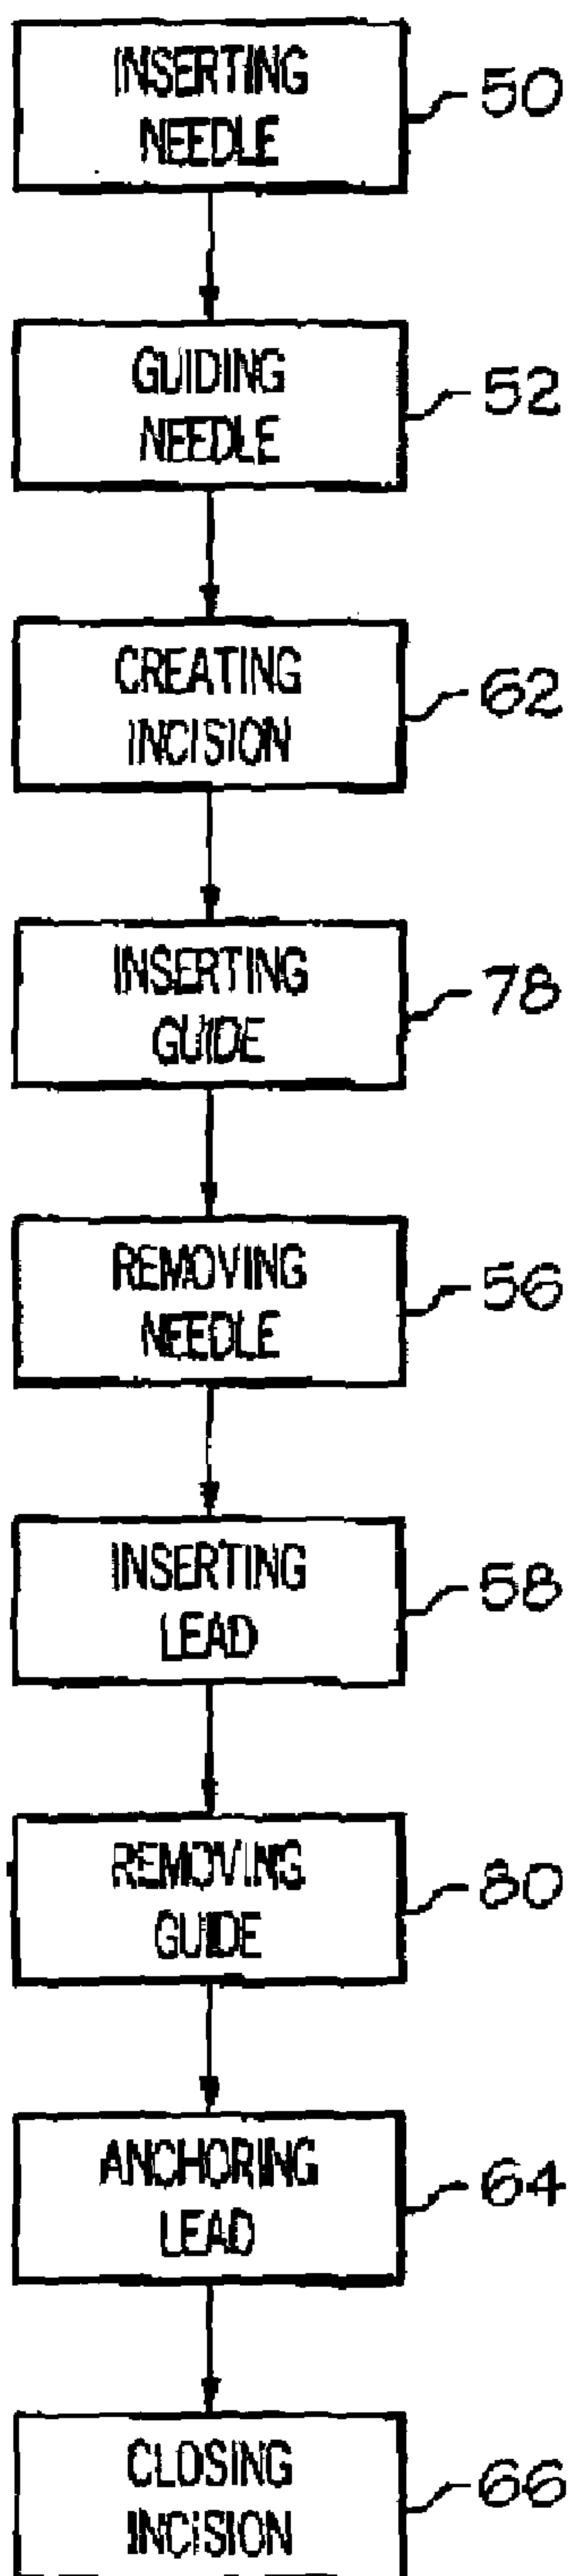 INSERTING
NEEDLE
50
GUIDING
NEEDLE
52
CREATING
INCISION
62
INSERTING
GUIDE
78
REMOVING
NEEDLE
56
INSERTING
LEAD
58
REMOVING
GUIDE
80
ANCHORING
LEAD
64
CLOSING
INCISION
66